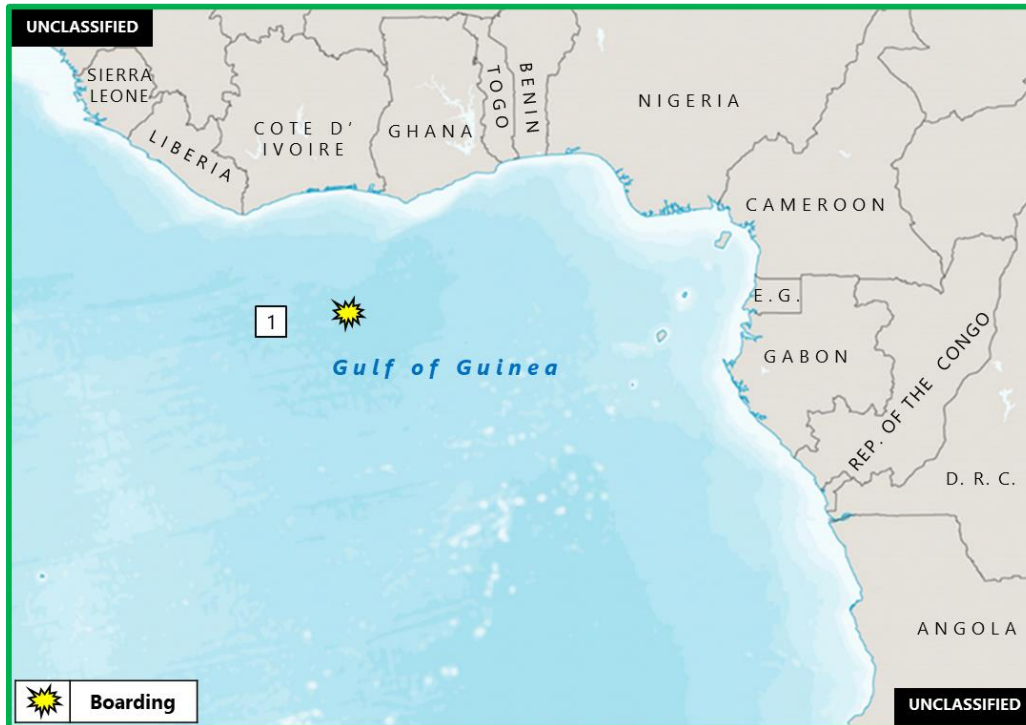 UNCLASSIFIED
SIERRA
LEONE
LIBERIA
COTE D'
IVOIRE
GHANA
TOGO
BENIN
NIGERIA
CAMEROON
E.G.
GABON
REP. OF THE CONGO
D. R. C.
ANGOLA
1
Gulf of Guinea
Boarding
UNCLASSIFIED